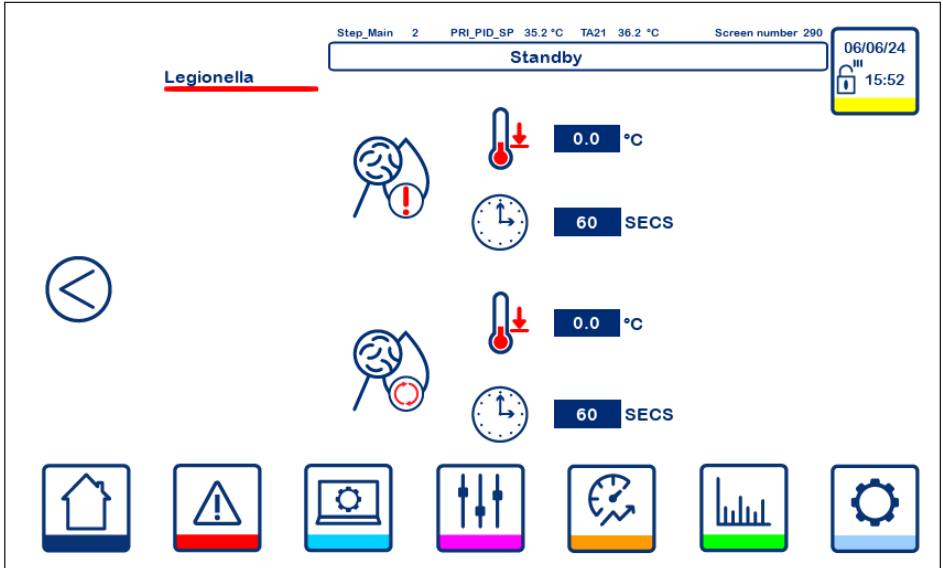 Step_Main 2 PRI_PID_SP 35.2 °C TA21 36.2 °C Screen number 290
Standby
06/06/24
15:52
Legionella
0.0 °C
60 SECS
0.0 °C
60 SECS